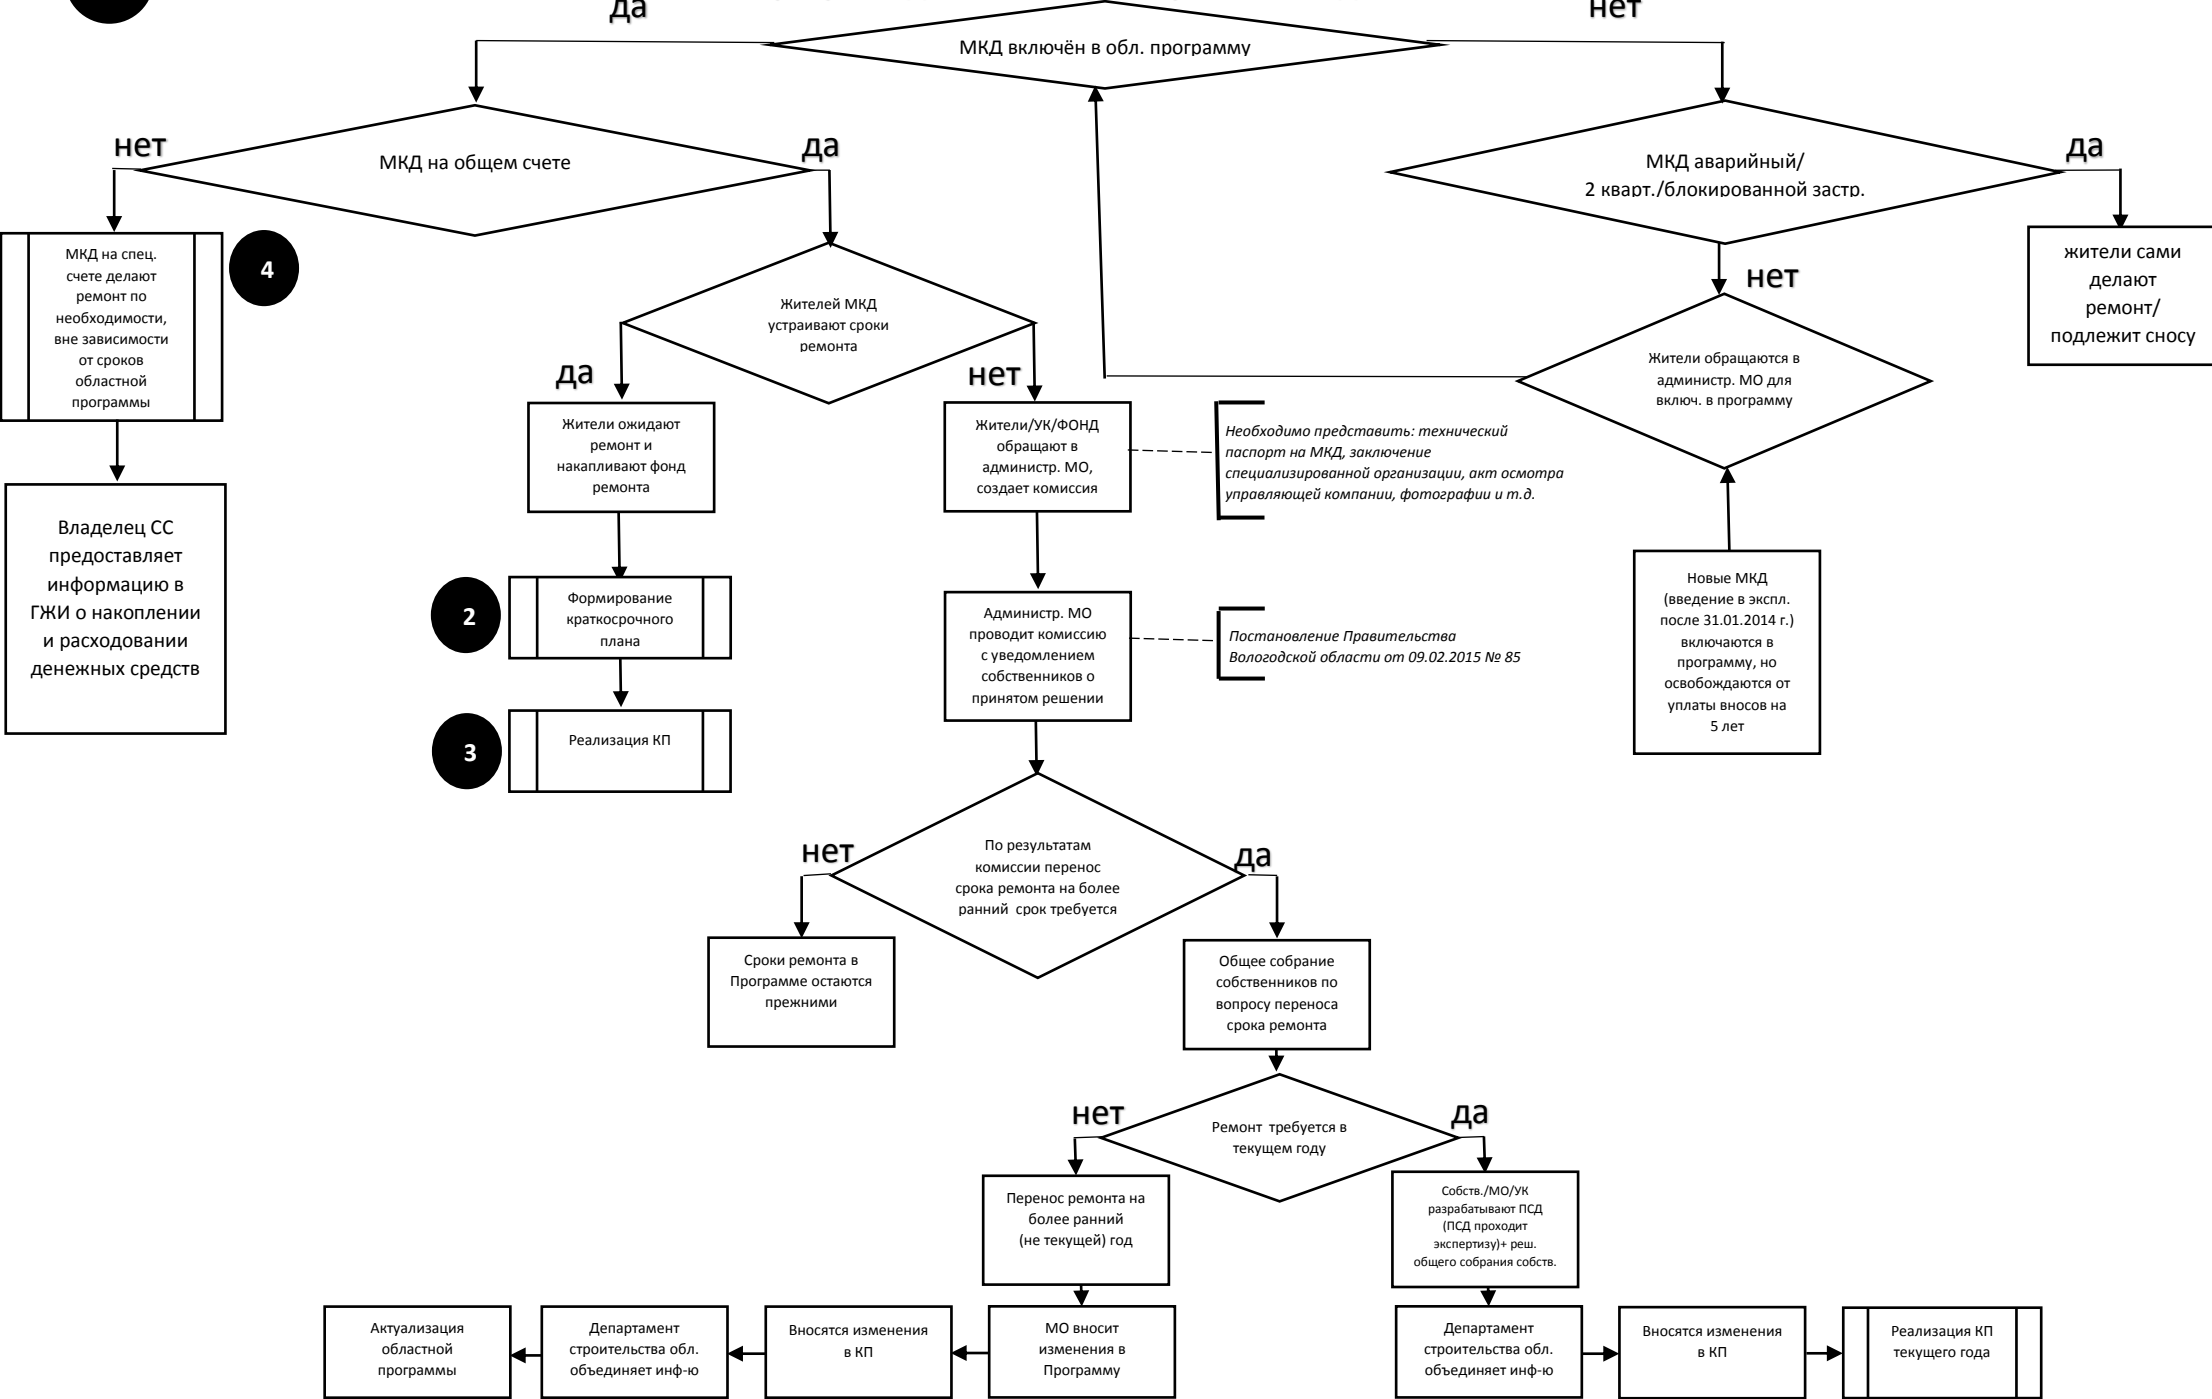 да
нет
МКД включён в обл. программу
нет
МКД на общем счете
да
МКД аварийный/
2 кварт./блокированной застр.
да
МКД на спец.
счете делают
ремонт по
необходимости,
вне зависимости
от сроков
областной
программы
4
Жителей МКД
устраивают сроки
ремонта
нет
жители сами
делают
ремонт/
подлежит сносу
да
нет
Жители обращаются в
администр. МО для
включ. в программу
Жители ожидают
ремонт и
накапливают фонд
ремонта
Жители/УК/ФОНД
обращают в
администр. МО,
создает комиссия
Необходимо представить: технический
паспорт на МКД, заключение
специализированной организации, акт осмотра
управляющей компании, фотографии и т.д.
Владелец СС
предоставляет
информацию в
ГЖИ о накоплении
и расходовании
денежных средств
2
Формирование
краткосрочного
плана
Администр. МО
проводит комиссию
с уведомлением
собственников о
принятом решении
Постановление Правительства
Вологодской области от 09.02.2015 № 85
Новые МКД
(введение в экспл.
после 31.01.2014 г.)
включаются в
программу, но
освобождаются от
уплаты вносов на
5 лет
3
Реализация КП
нет
По результатам
комиссии перенос
срока ремонта на более
ранний срок требуется
да
Сроки ремонта в
Программе остаются
прежними
Общее собрание
собственников по
вопросу переноса
срока ремонта
нет
Ремонт требуется в
текущем году
да
Перенос ремонта на
более ранний
(не текущей) год
Собств./МО/УК
разрабатывают ПСД
(ПСД проходит
экспертизу)+ реш.
общего собрания собств.
Актуализация
областной
программы
Департамент
строительства обл.
объединяет инф-ю
Вносятся изменения
в КП
МО вносит
изменения в
Программу
Департамент
строительства обл.
объединяет инф-ю
Вносятся изменения
в КП
Реализация КП
текущего года